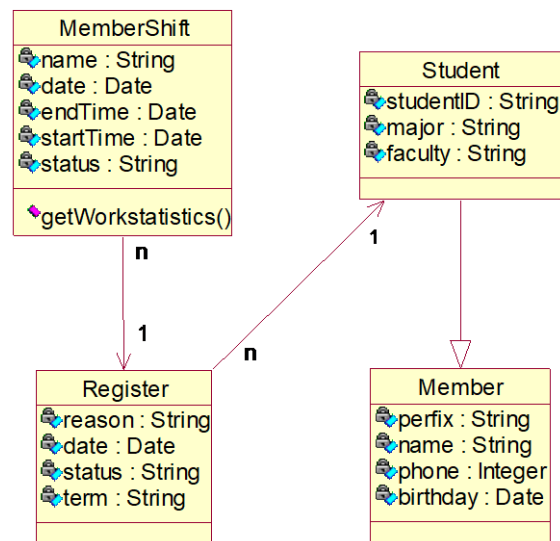 MemberShift
name : String
date : Date
endTime : Date
startTime : Date
status : String
getWorkstatistics()
Student
studentID : String
major : String
faculty : String
n
1
n
1
Register
reason : String
date : Date
status : String
term : String
Member
perfix : String
name : String
phone : Integer
birthday : Date